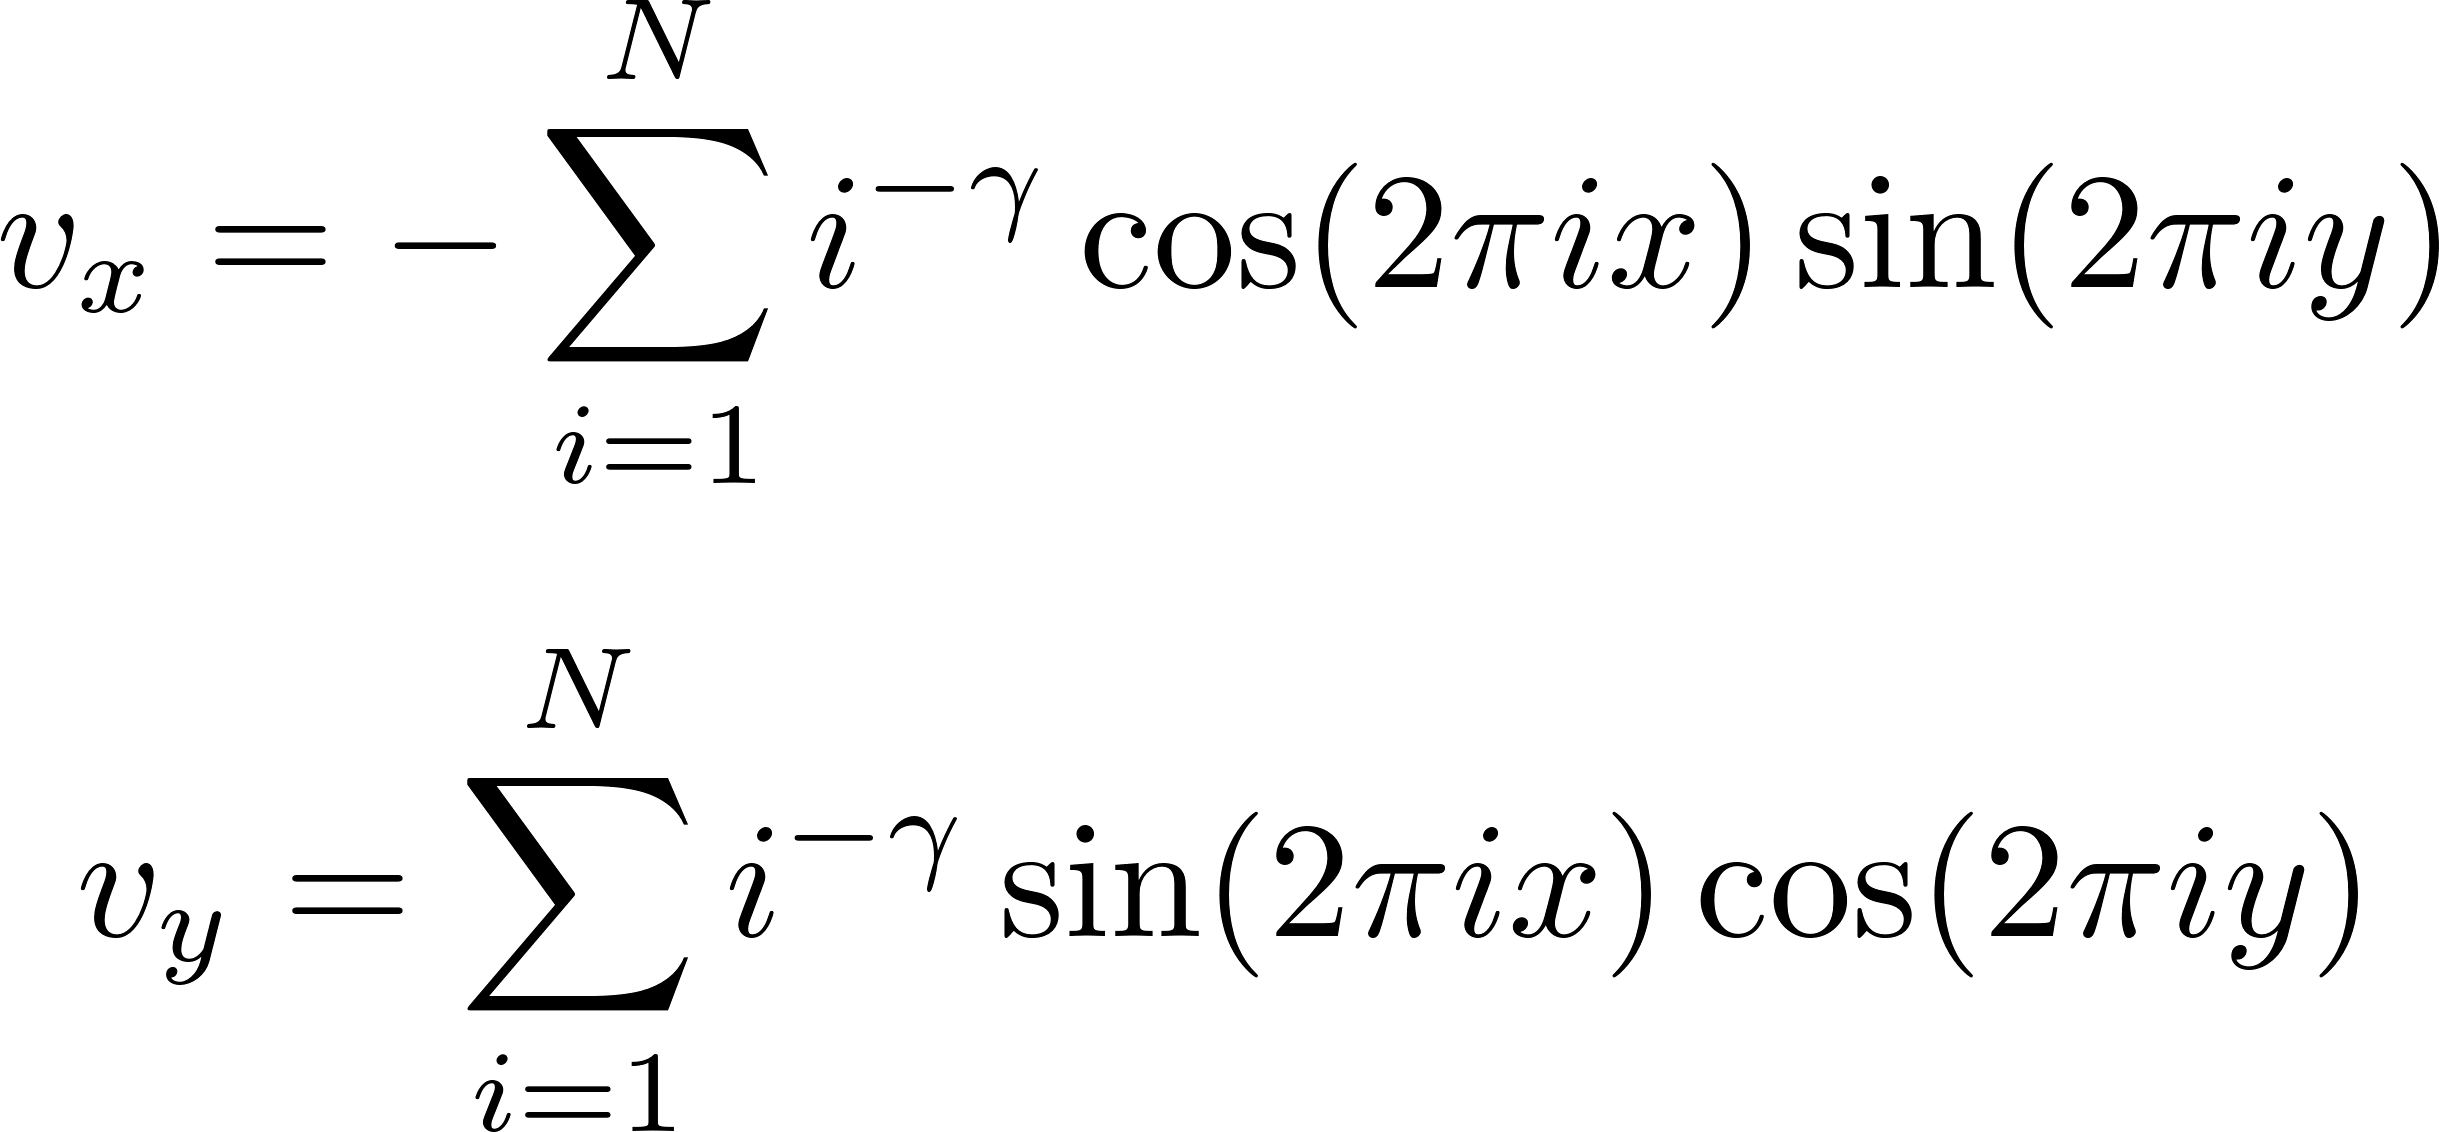 v_x = -\sum_{i=1}^{N} i^{-\gamma} \cos(2\pi i x) \sin(2\pi i y)
v_y = \sum_{i=1}^{N} i^{-\gamma} \sin(2\pi i x) \cos(2\pi i y)